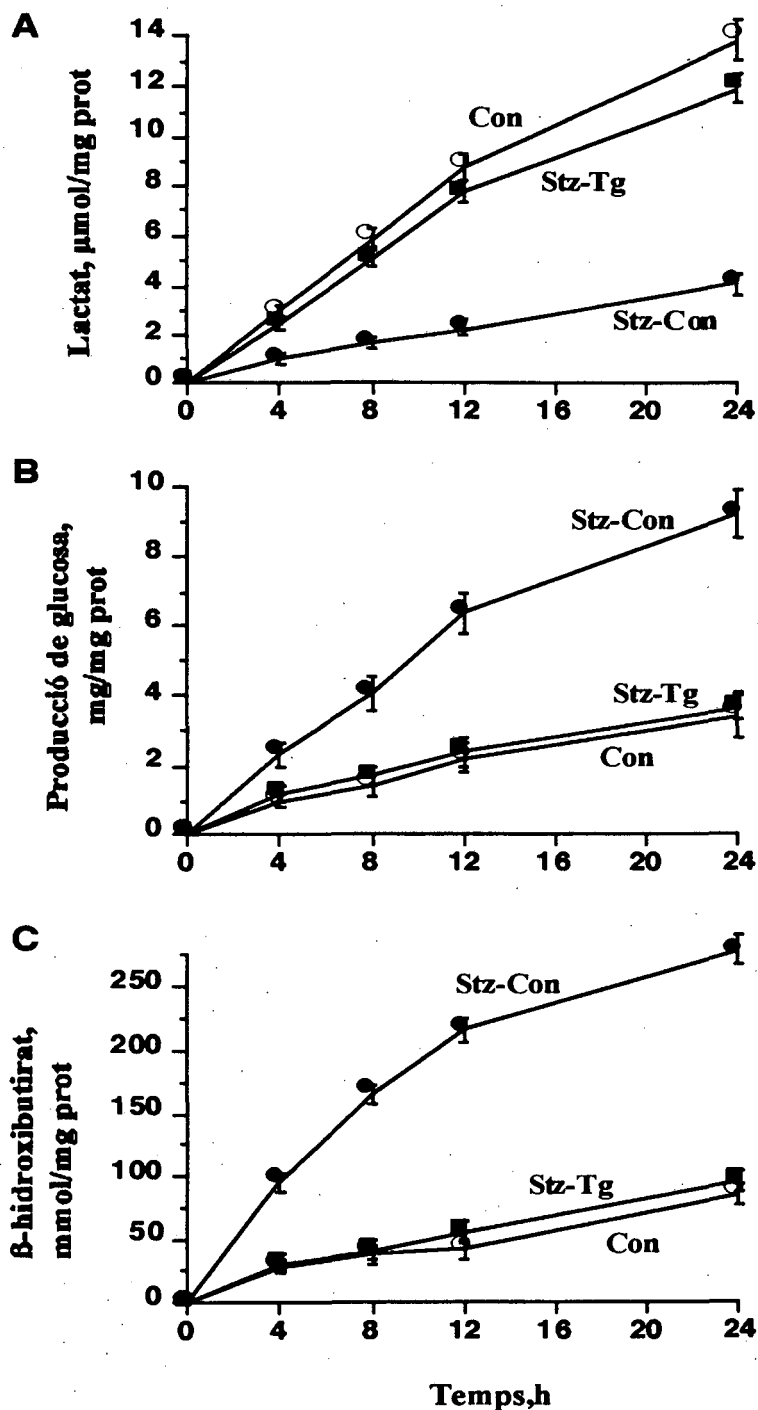 A
Lactat, µmol/mg prot
14
12
10
8
6
4
2
0
Con
Stz-Tg
Stz-Con
0 4 8 12 16 20 24
B
Producció de glucosa,
mg/mg prot
10
8
6
4
2
0
Stz-Con
Stz-Tg
Con
0 4 8 12 16 20 24
C
ß-hidroxibutirat,
mmol/mg prot
250
200
150
100
50
0
Stz-Con
Stz-Tg
Con
0 4 8 12 16 20 24
Temps,h